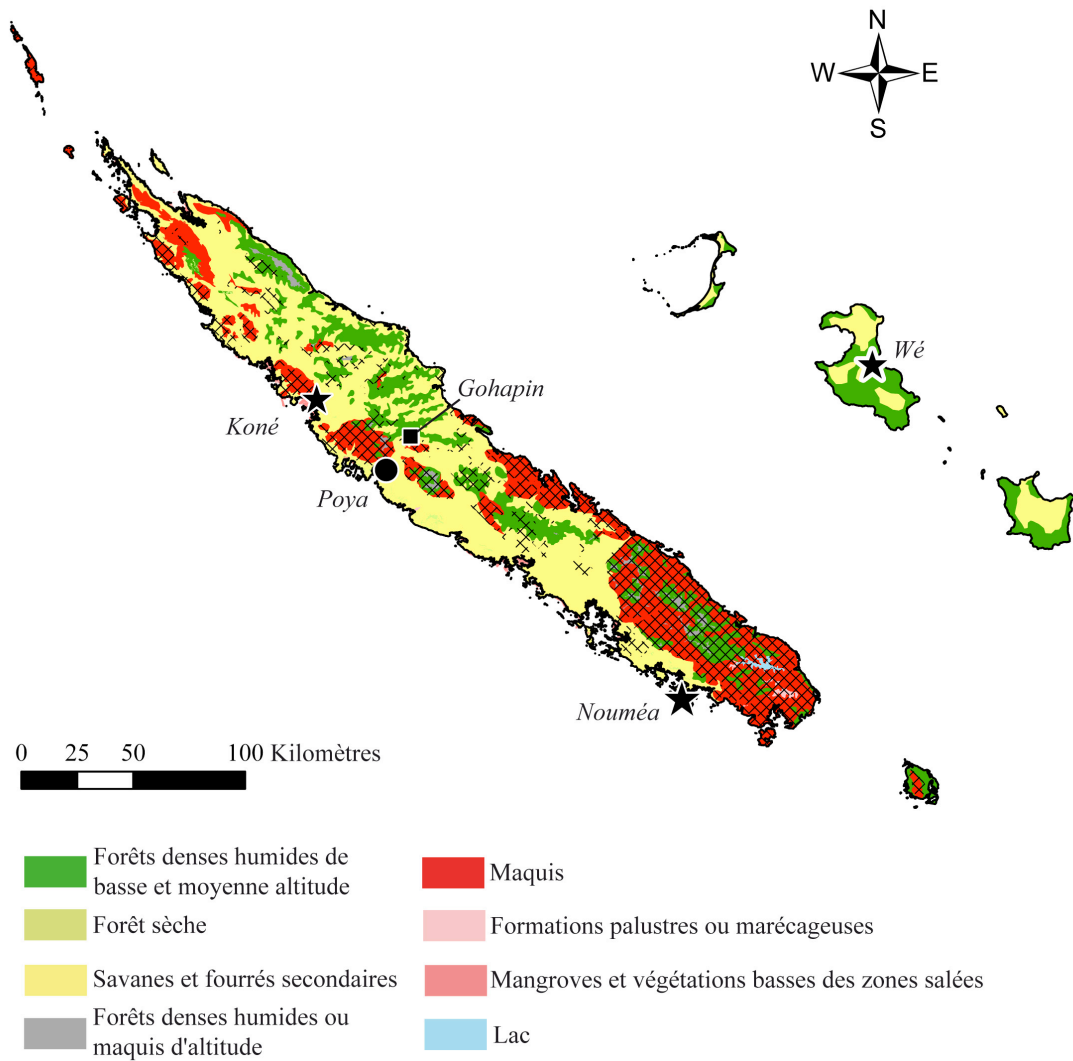 N
W E
S
Wé
Gohapin
Koné
Poya
Nouméa
0 25 50 100 Kilomètres
Forêts denses humides de
basse et moyenne altitude
Forêt sèche
Savanes et fourrés secondaires
Forêts denses humides ou
maquis d'altitude
Maquis
Formations palustres ou marécageuses
Mangroves et végétations basses des zones salées
Lac